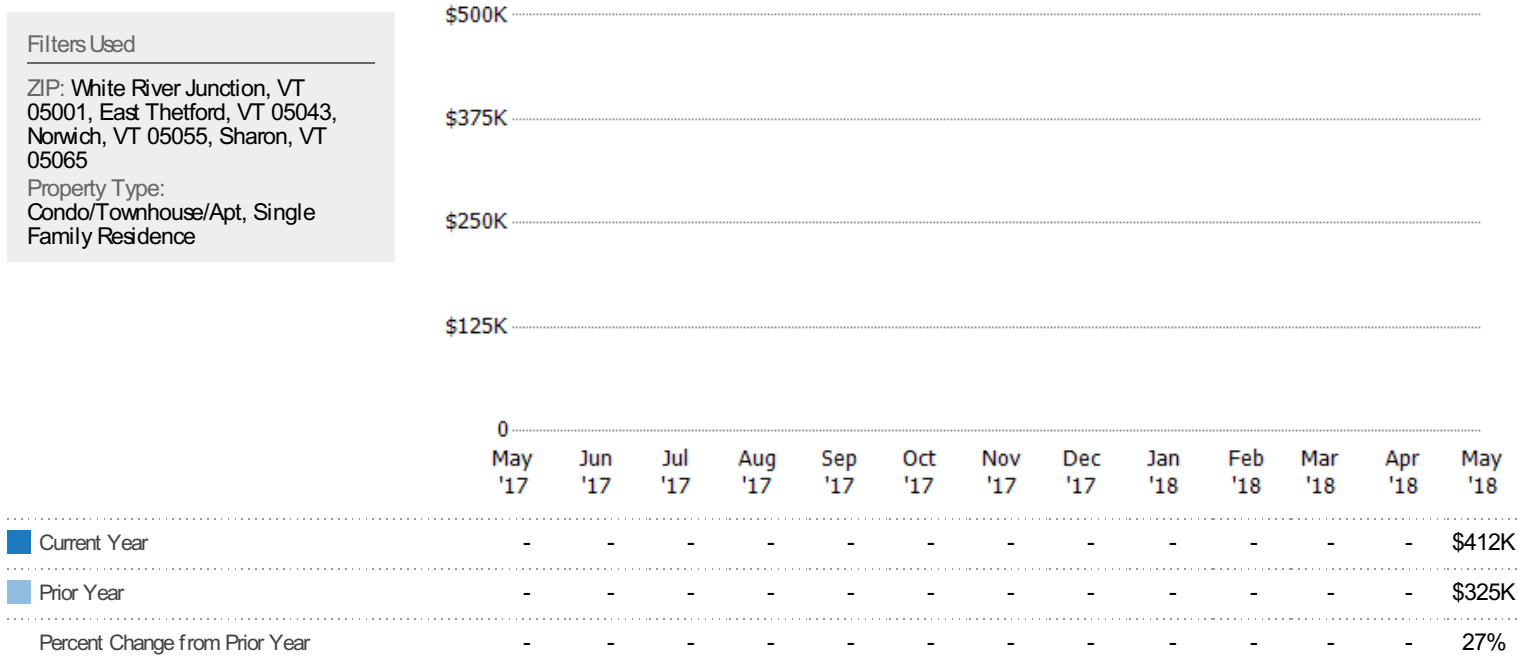 Filters Used
ZIP: White River Junction, VT
05001, East Thetford, VT 05043,
Norwich, VT 05055, Sharon, VT
05065
Property Type:
Condo/Townhouse/Apt, Single
Family Residence
$500K
$375K
$250K
$125K
0
May Jun Jul Aug Sep Oct Nov Dec Jan Feb Mar Apr May
'17 '17 '17 '17 '17 '17 '17 '17 '18 '18 '18 '18 '18
Current Year - - - - - - - - - - - - $412K
Prior Year - - - - - - - - - - - - $325K
Percent Change from Prior Year - - - - - - - - - - - - 27%